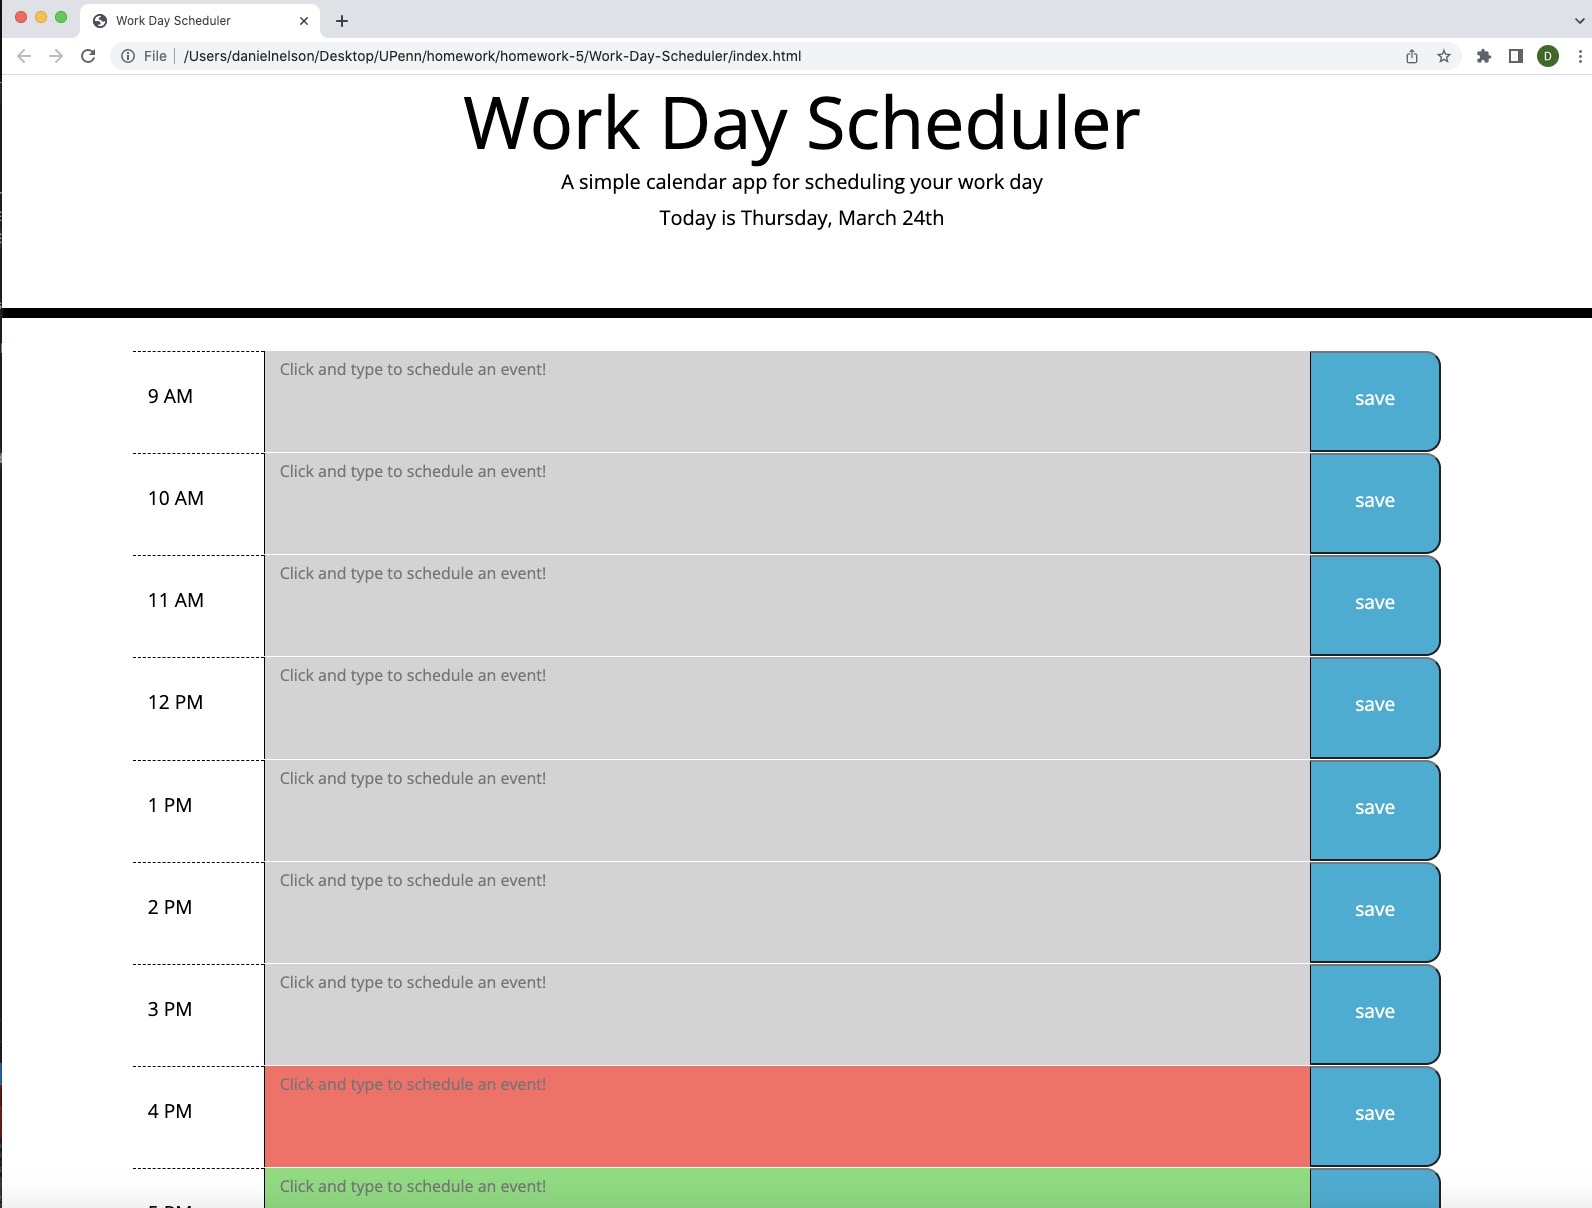 Work Day Scheduler
File /Users/danielnelson/Desktop/UPenn/homework/homework-5/Work-Day-Scheduler/index.html
D
Work Day Scheduler
A simple calendar app for scheduling your work day
Today is Thursday, March 24th
9 AM Click and type to schedule an event! save
10 AM Click and type to schedule an event! save
11 AM Click and type to schedule an event! save
12 PM Click and type to schedule an event! save
1 PM Click and type to schedule an event! save
2 PM Click and type to schedule an event! save
3 PM Click and type to schedule an event! save
4 PM Click and type to schedule an event! save
5 PM Click and type to schedule an event!